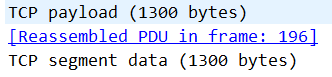 TCP payload (1300 bytes)
[Reassembled PDU in frame: 196]
TCP segment data (1300 bytes)